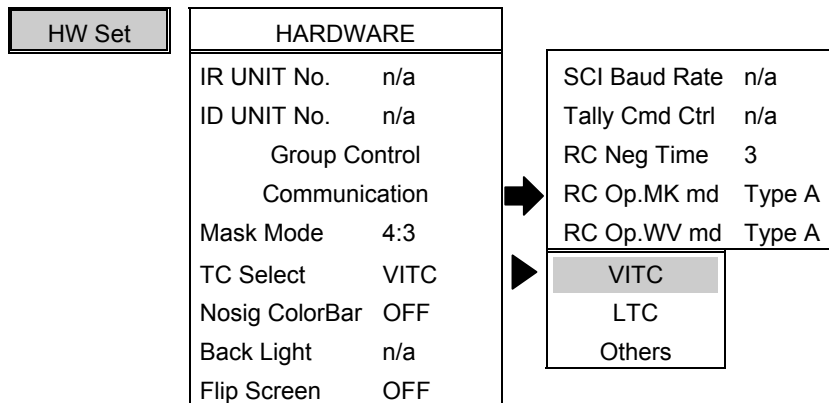 HW Set
HARDWARE
IR UNIT No. n/a
ID UNIT No. n/a
Group Control
Communication
Mask Mode 4:3
TC Select VITC
Nosig ColorBar OFF
Back Light n/a
Flip Screen OFF
SCI Baud Rate n/a
Tally Cmd Ctrl n/a
RC Neg Time 3
RC Op.MK md Type A
RC Op.WV md Type A
VITC
LTC
Others